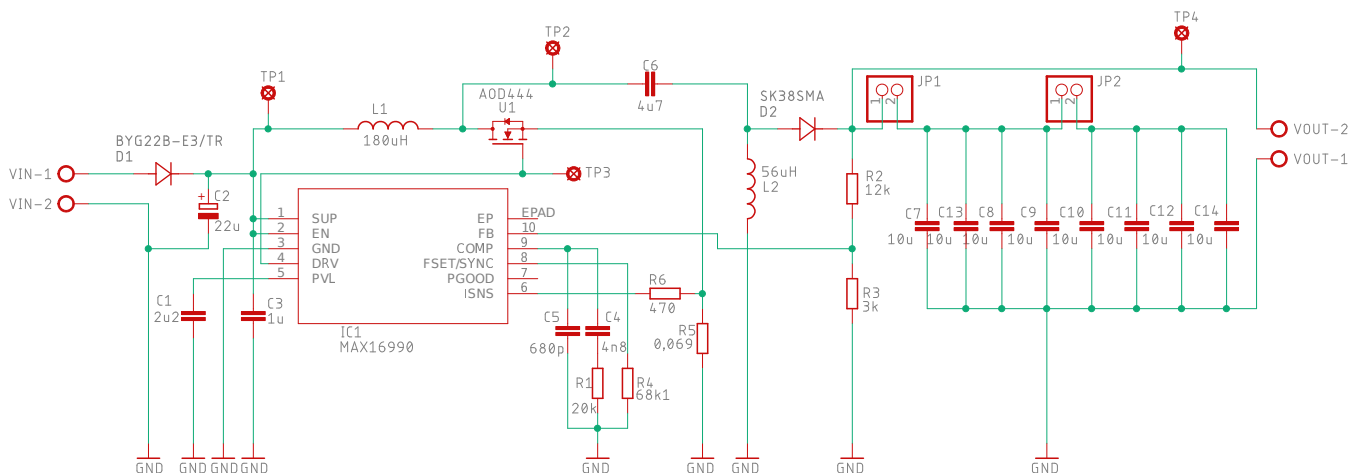 TP4
TP2
C6
4u7
TP1
AOD444
U1
L1
180uH
SK38SMA
D2
JP1
1
2
JP2
1
2
VOUT-2
VOUT-1
BYG22B-E3/TR
D1
VIN-1
VIN-2
TP3
+
C2
22u
56uH
L2
R2
12k
1 SUP
2 EN
3 GND
4 DRV
5 PVL
EP EPAD
FB 10
COMP 9
FSET/SYNC 8
PGOOD 7
ISNS 6
C7 C13 C8 C9 C10 C11 C12 C14
10u 10u 10u 10u 10u 10u 10u 10u
R6
470
R3
3k
C1
2u2
C3
1u
IC1
MAX16990
C5
680p
C4
4n8
R5
0,069
R1
20k
R4
68k1
GND GND GND GND GND GND GND GND GND